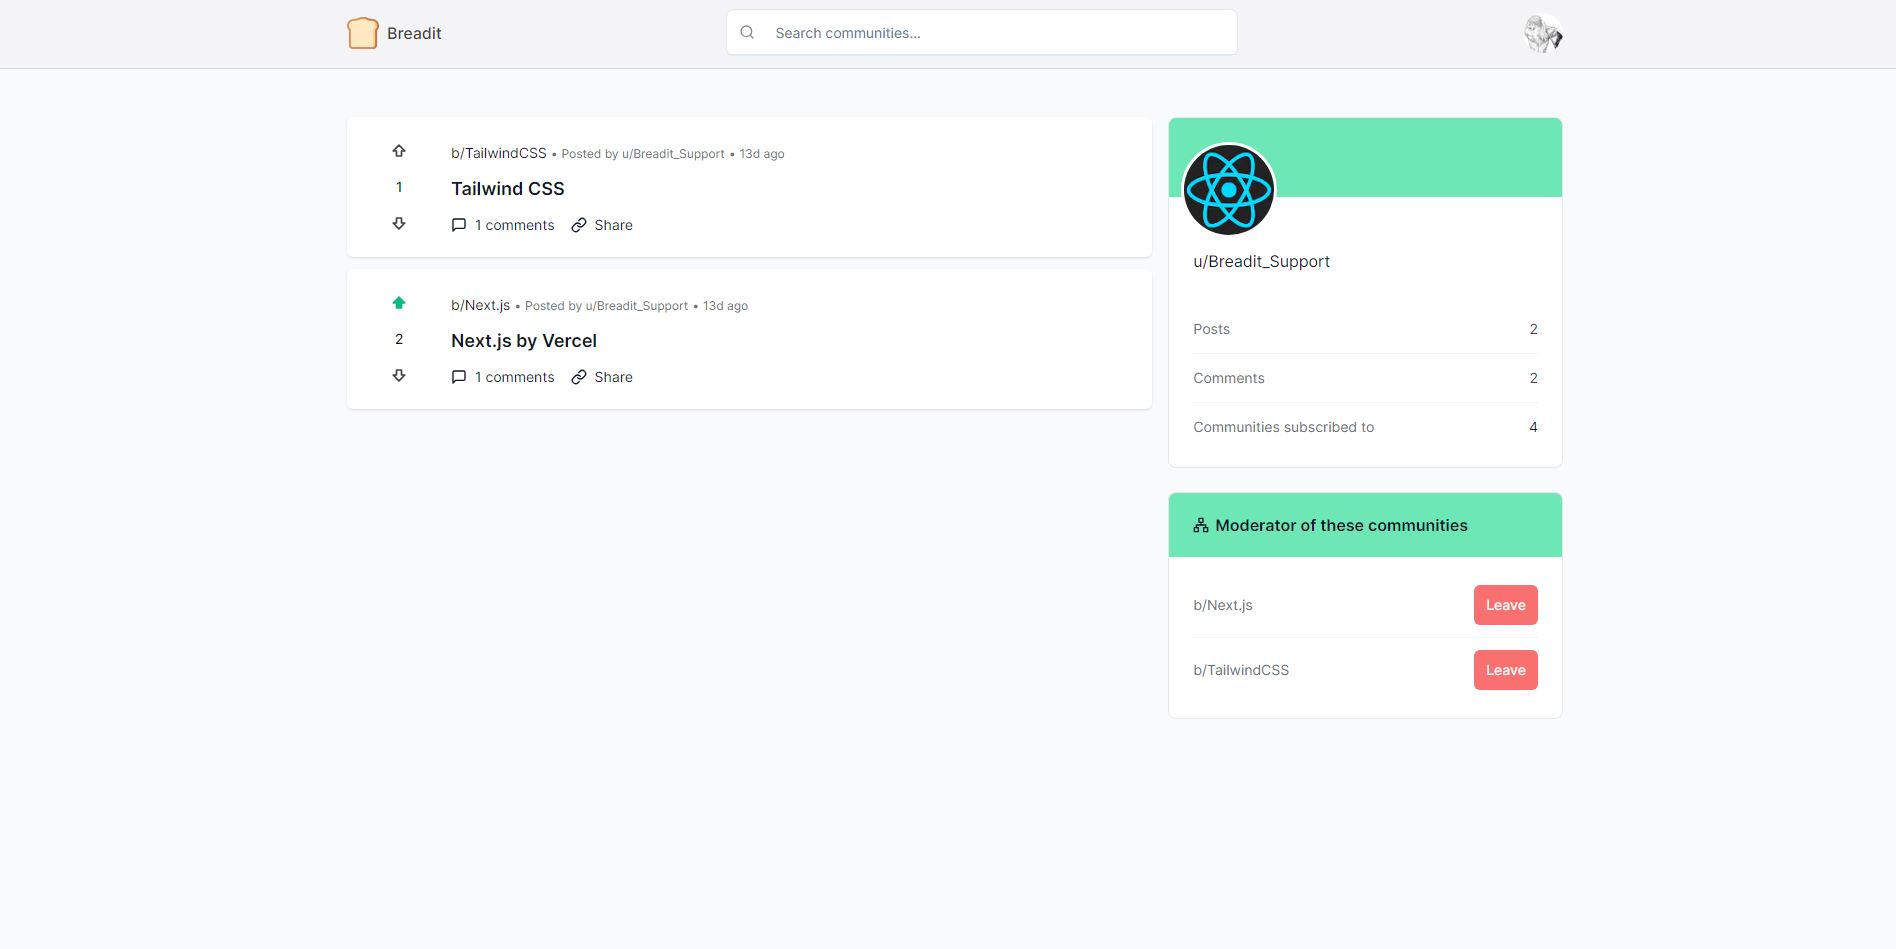 Breadit
Search communities...
b/TailwindCSS • Posted by u/Breadit_Support • 13d ago
1
Tailwind CSS
1 comments Share
b/Next.js • Posted by u/Breadit_Support • 13d ago
2
Next.js by Vercel
1 comments Share
u/Breadit_Support
Posts 2
Comments 2
Communities subscribed to 4
Moderator of these communities
b/Next.js Leave
b/TailwindCSS Leave